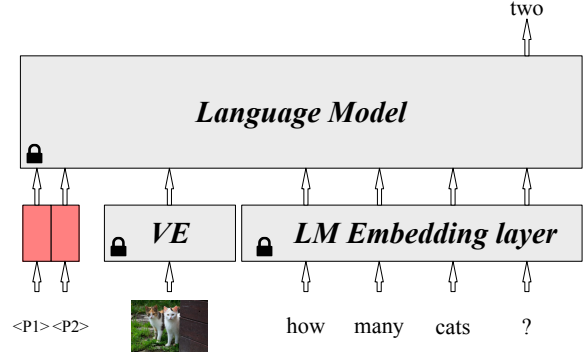 two
Language Model
VE
LM Embedding layer
<P1> <P2>
how many cats ?